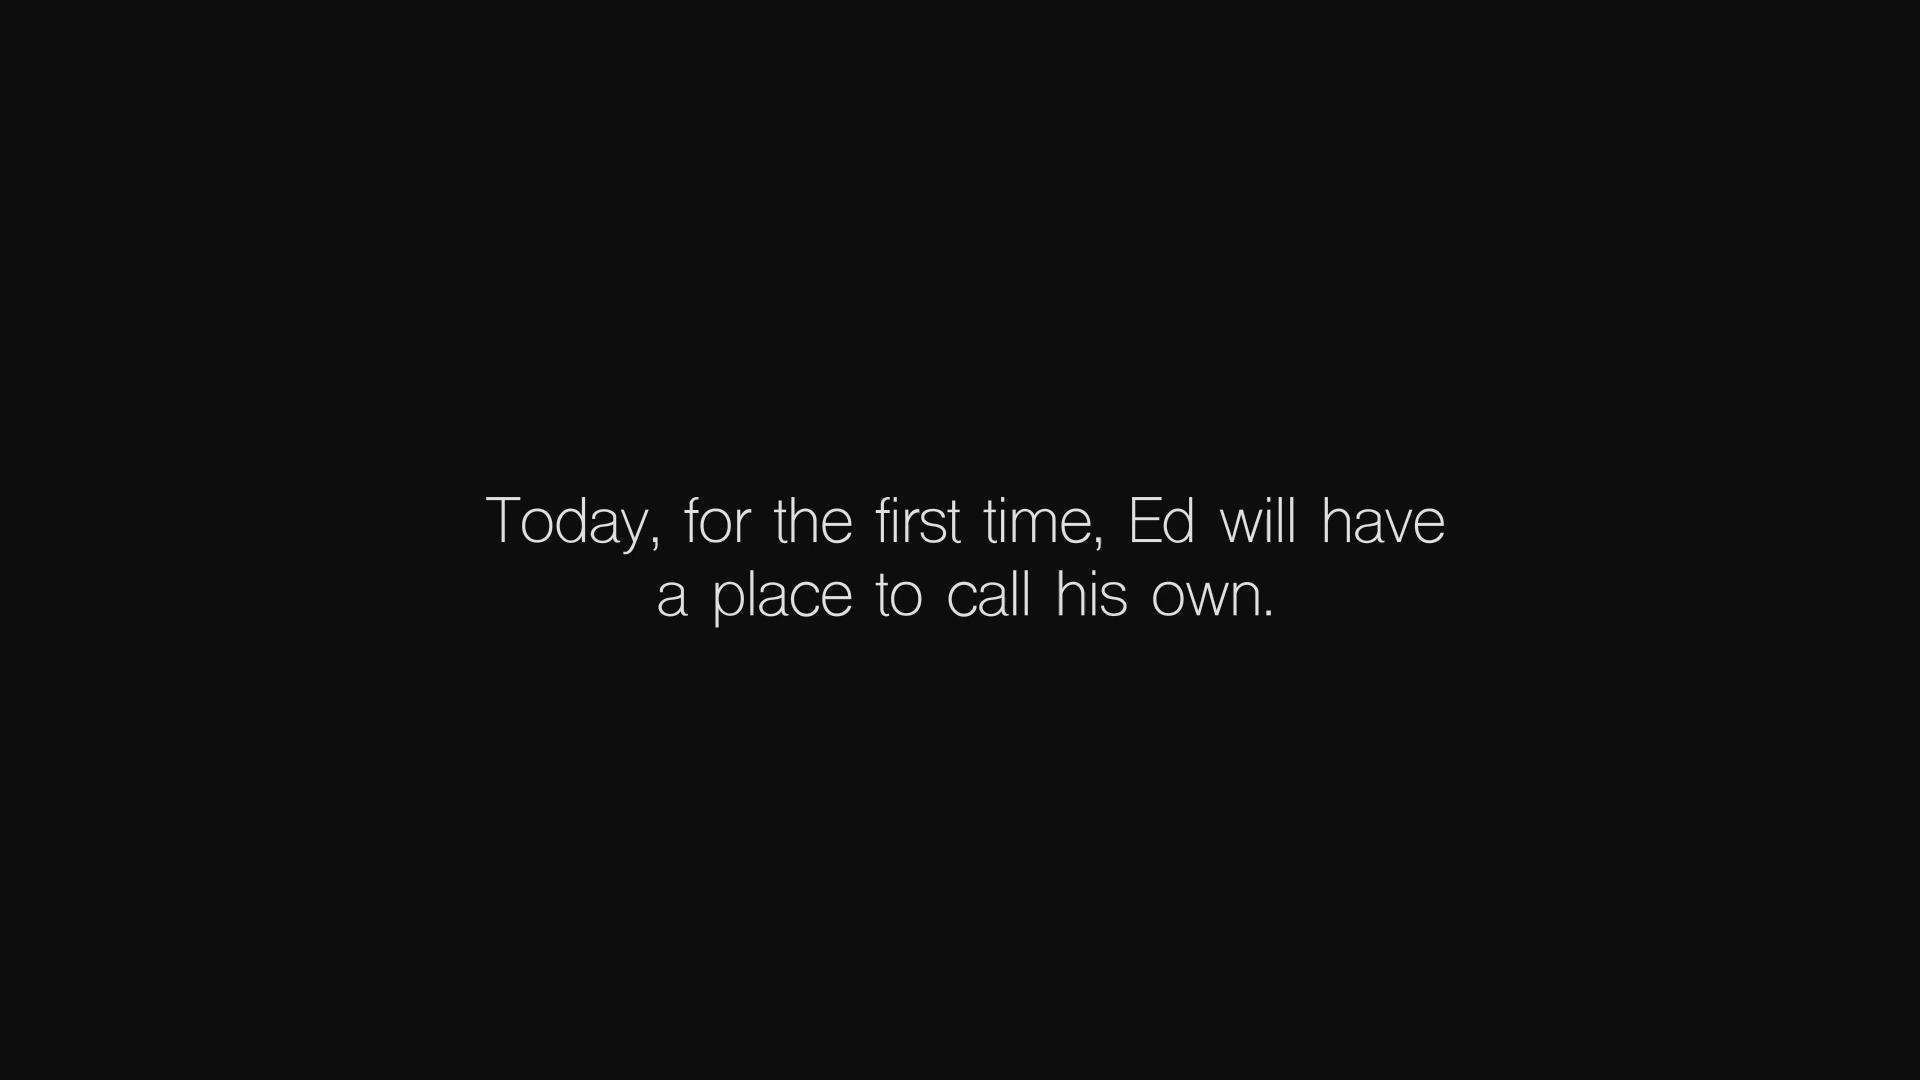 Today, for the first time, Ed will have
a place to call his own.